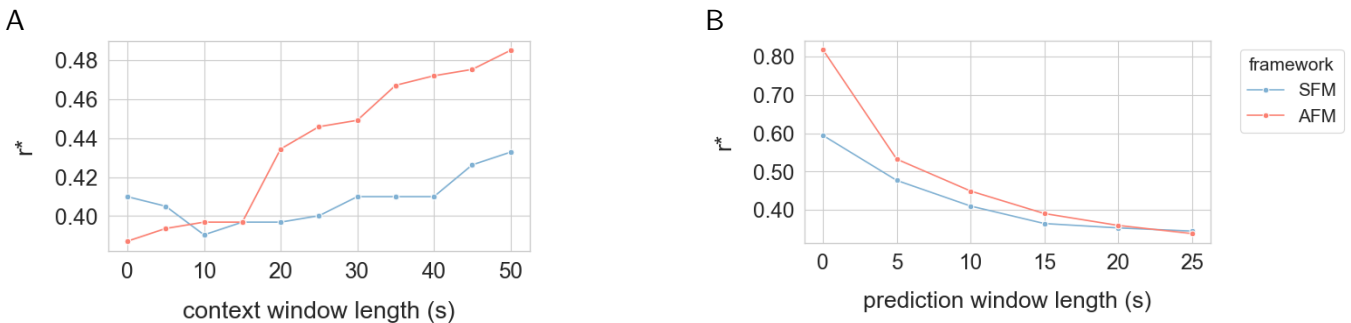 A
r*
0.48
0.46
0.44
0.42
0.40
0 10 20 30 40 50
context window length (s)
B
r*
0.80
0.70
0.60
0.50
0.40
0 5 10 15 20 25
prediction window length (s)
framework
SFM
AFM